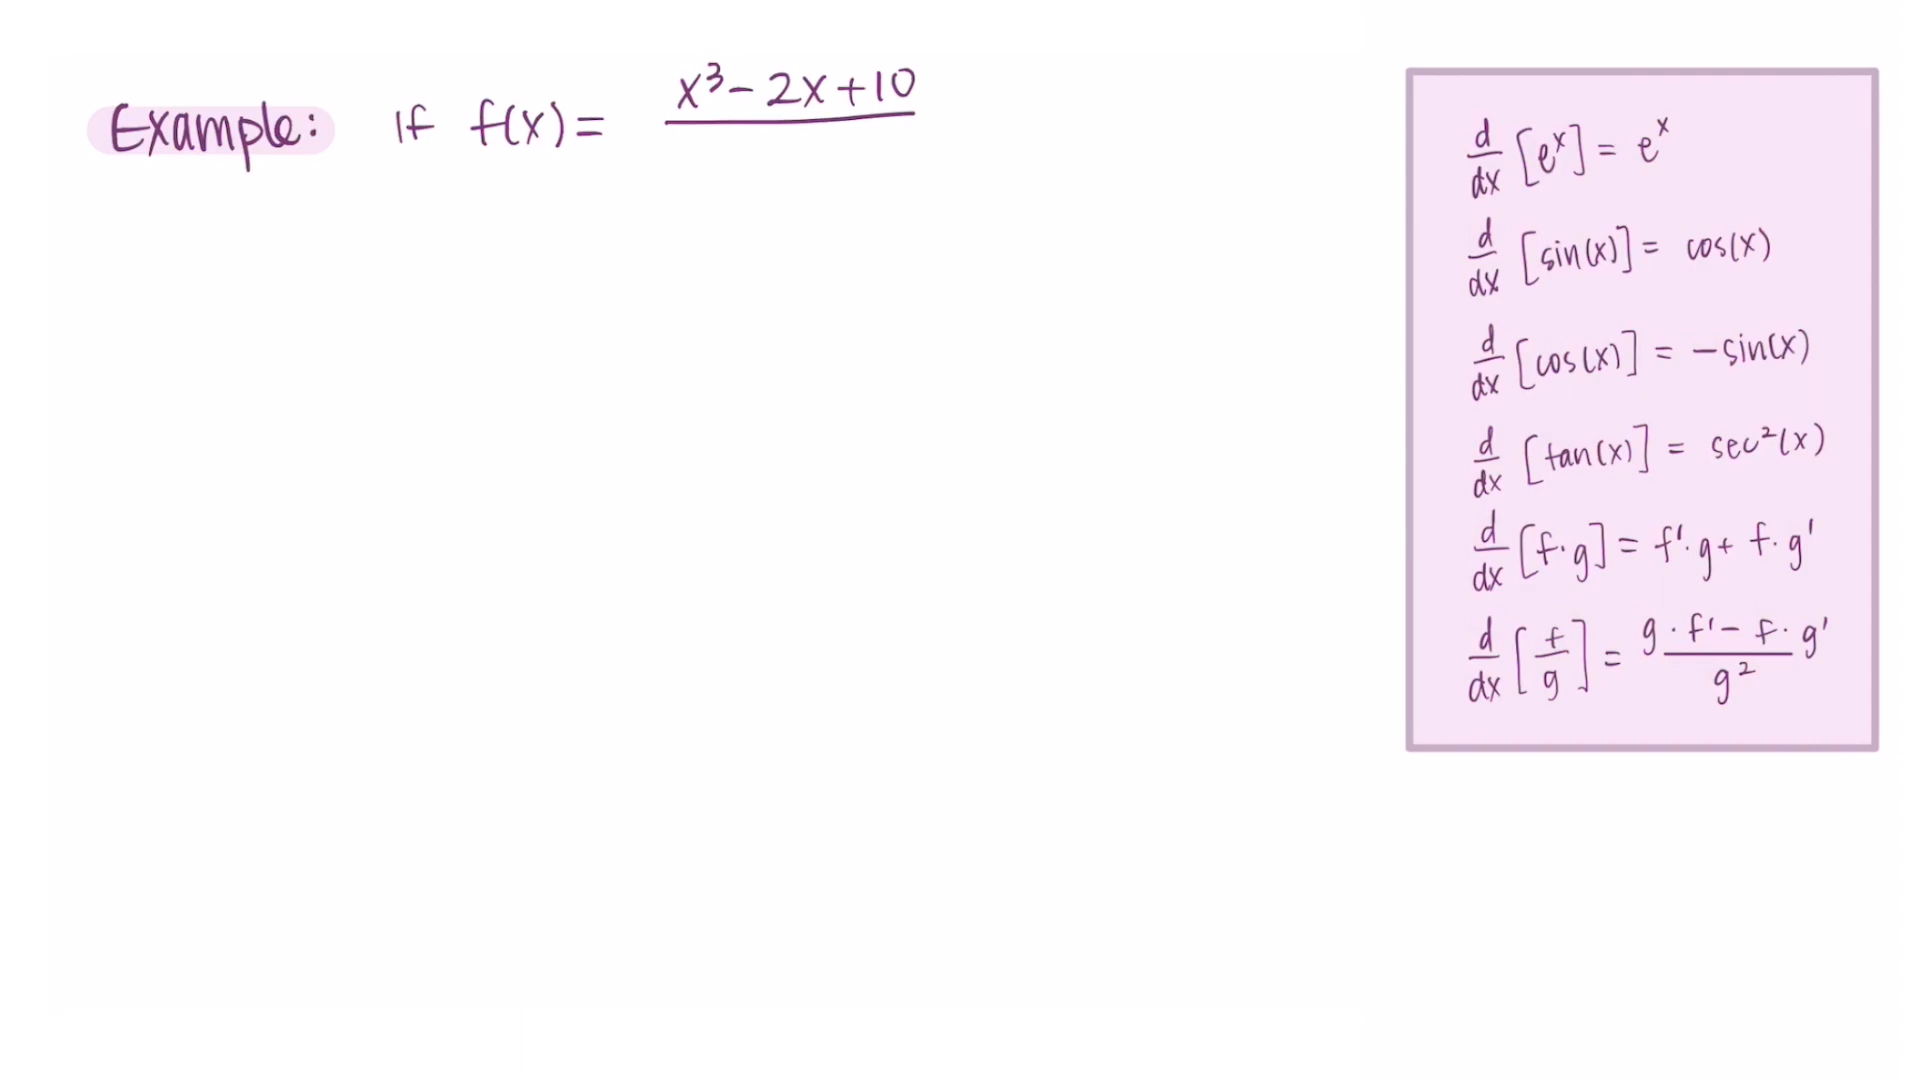 Example: If f(x) = x³ - 2x + 10
d/dx [eˣ] = eˣ
d/dx [sin(x)] = cos(x)
d/dx [cos(x)] = -sin(x)
d/dx [tan(x)] = sec²(x)
d/dx [f·g] = f'·g + f·g'
d/dx [f/g] = g·f' - f·g' / g²